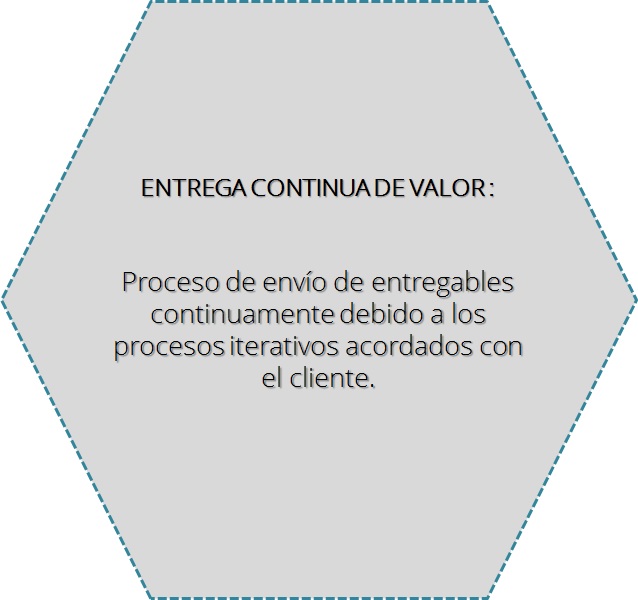 ENTREGA CONTINUA DE VALOR :
Proceso de envío de entregables
continuamente debido a los
procesos iterativos acordados con
el cliente.